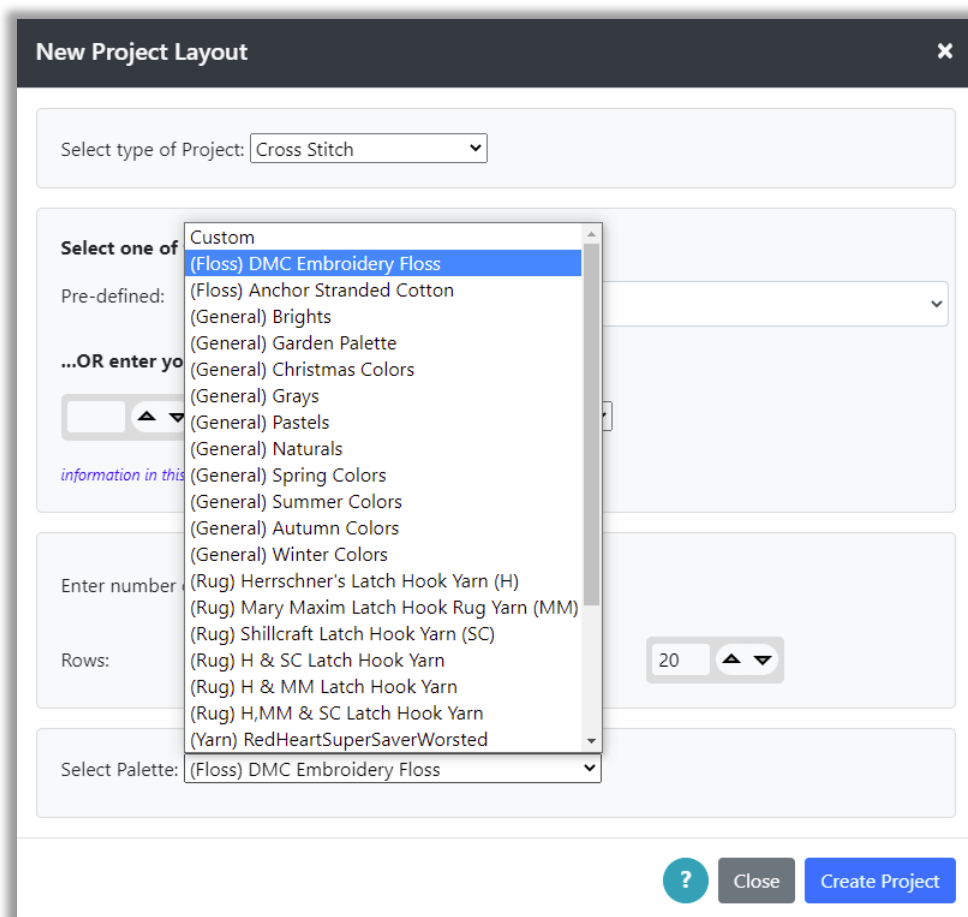 New Project Layout ×
Select type of Project: Cross Stitch
Select one of
Pre-defined:
...OR enter yo
information in this
Custom
(Floss) DMC Embroidery Floss
(Floss) Anchor Stranded Cotton
(General) Brights
(General) Garden Palette
(General) Christmas Colors
(General) Grays
(General) Pastels
(General) Naturals
(General) Spring Colors
(General) Summer Colors
(General) Autumn Colors
(General) Winter Colors
(Rug) Herrschner's Latch Hook Yarn (H)
(Rug) Mary Maxim Latch Hook Rug Yarn (MM)
(Rug) Shillcraft Latch Hook Yarn (SC)
(Rug) H & SC Latch Hook Yarn
(Rug) H & MM Latch Hook Yarn
(Rug) H,MM & SC Latch Hook Yarn
(Yarn) RedHeartSuperSaverWorsted
Enter number
Rows: 20
Select Palette: (Floss) DMC Embroidery Floss
? Close Create Project